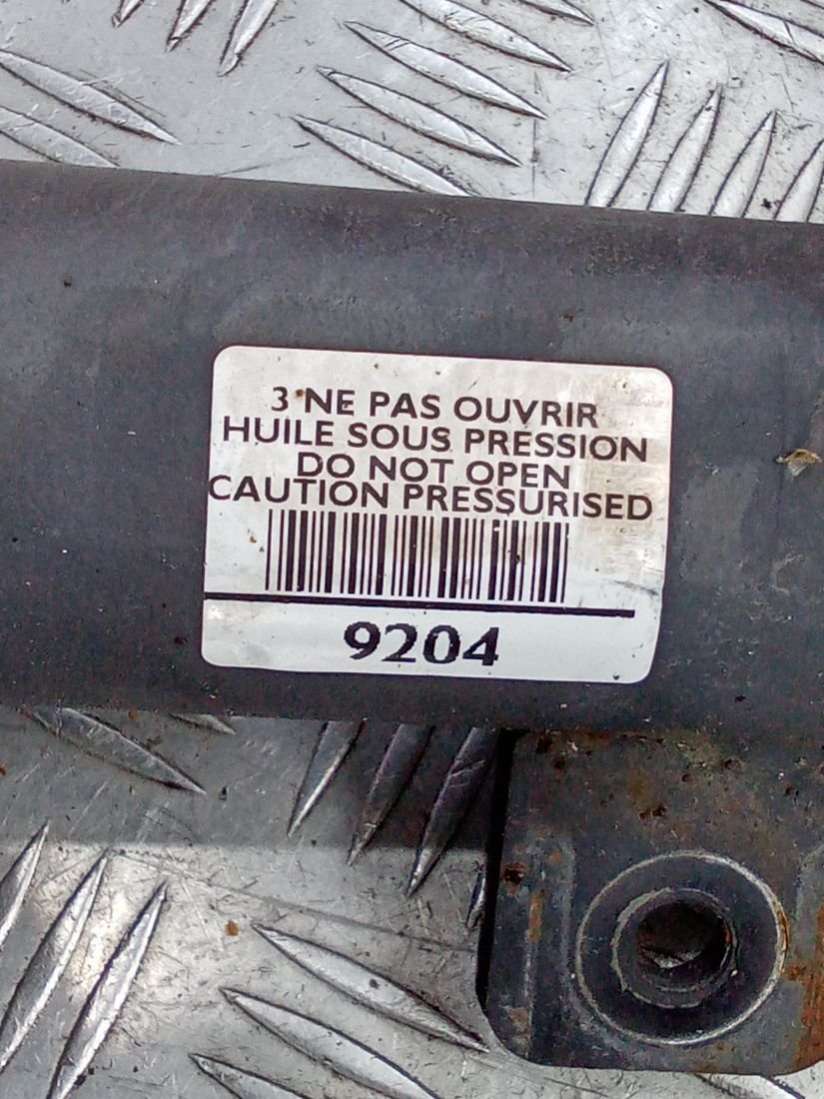 3 NE PAS OUVRIR
HUILE SOUS PRESSION
DO NOT OPEN
CAUTION PRESSURISED
9204